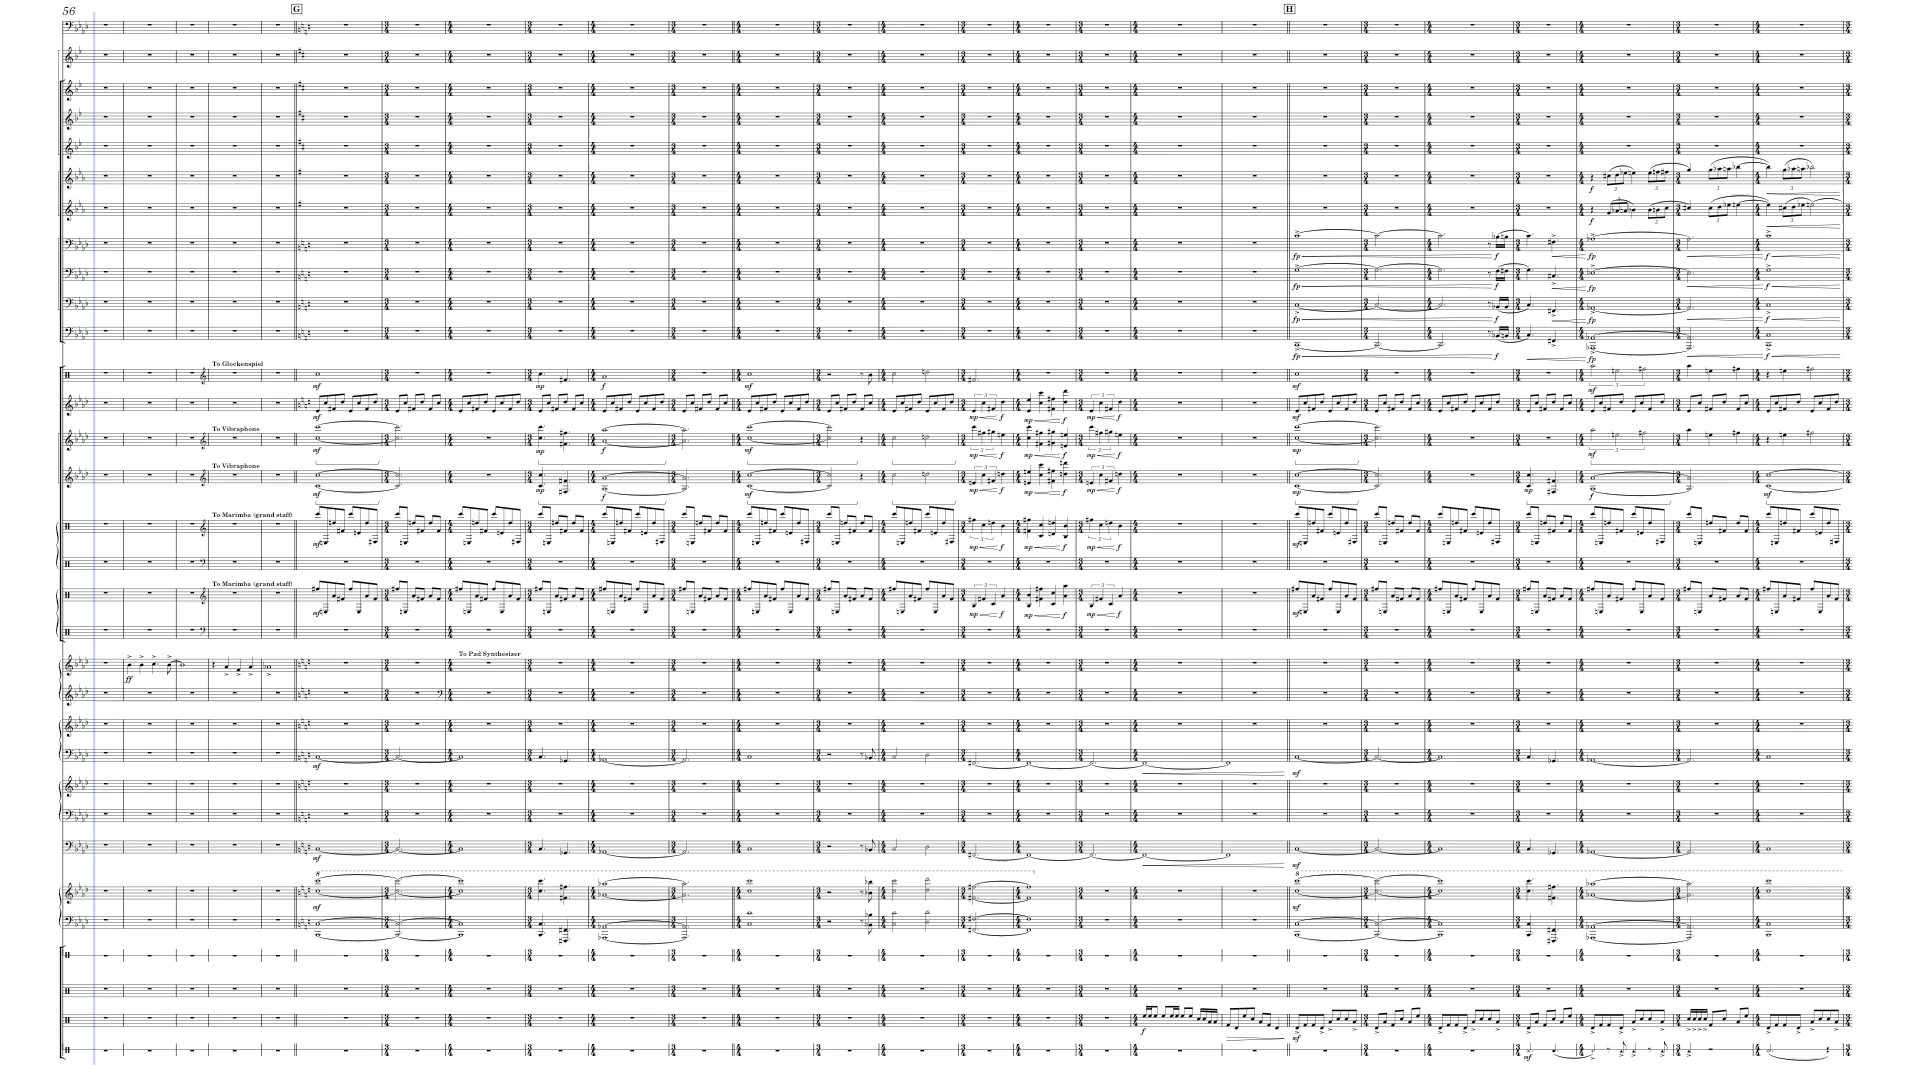 56
G
H
To Glockenspiel
To Vibraphone
To Vibraphone
To Marimba (grand staff)
To Marimba (grand staff)
To Pad Synthesizer